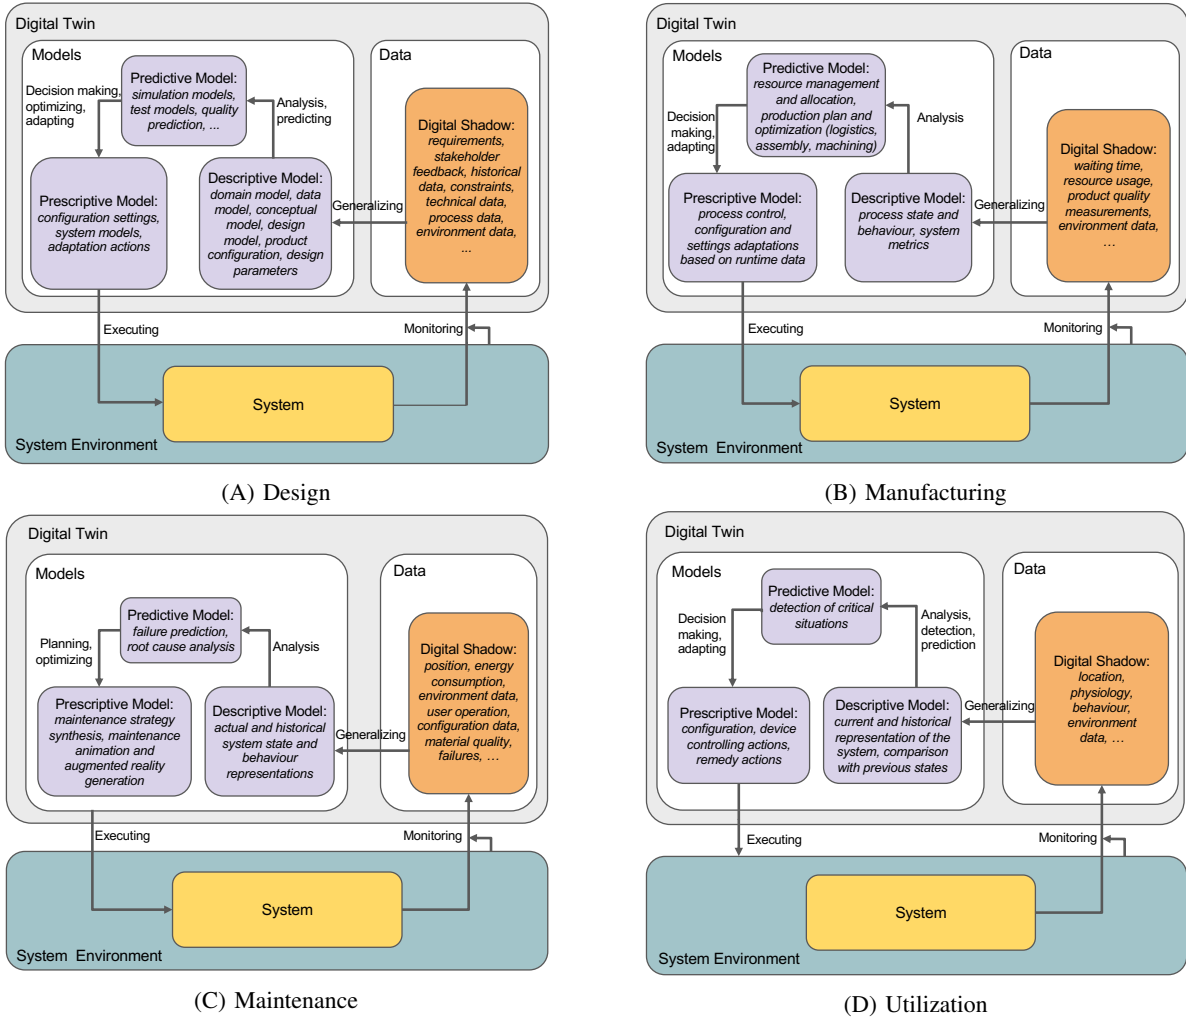 Digital Twin
Models
Data
Predictive Model:
simulation models,
test models, quality
prediction, ...
Decision making,
optimizing,
adapting
Analysis,
predicting
Prescriptive Model:
configuration settings,
system models,
adaptation actions
Descriptive Model:
domain model, data
model, conceptual
model, design
model, product
configuration, design
parameters
Generalizing
Digital Shadow:
requirements,
stakeholder
feedback, historical
data, constraints,
technical data,
process data,
environment data,
...
Executing
Monitoring
System
System Environment
(A) Design
Digital Twin
Models
Data
Predictive Model:
resource management
and allocation,
production plan and
optimization (logistics,
assembly, machining)
Decision
making,
adapting
Analysis
Prescriptive Model:
process control,
configuration and
settings adaptations
based on runtime data
Descriptive Model:
process state and
behaviour, system
metrics
Generalizing
Digital Shadow:
waiting time,
resource usage,
product quality
measurements,
environment data,
…
Executing
Monitoring
System
System Environment
(B) Manufacturing
Digital Twin
Models
Data
Predictive Model:
failure prediction,
root cause analysis
Planning,
optimizing
Analysis
Prescriptive Model:
maintenance strategy
synthesis, maintenance
animation and
augmented reality
generation
Descriptive Model:
actual and historical
system state and
behaviour
representations
Generalizing
Digital Shadow:
position, energy
consumption,
environment data,
user operation,
configuration data,
material quality,
failures, …
Executing
Monitoring
System
System Environment
(C) Maintenance
Digital Twin
Models
Data
Predictive Model:
detection of critical
situations
Decision
making,
adapting
Analysis,
detection,
prediction
Prescriptive Model:
configuration, device
controlling actions,
remedy actions
Descriptive Model:
current and historical
representation of the
system, comparison
with previous states
Generalizing
Digital Shadow:
location,
physiology,
behaviour,
environment
data, …
Executing
Monitoring
System
System Environment
(D) Utilization